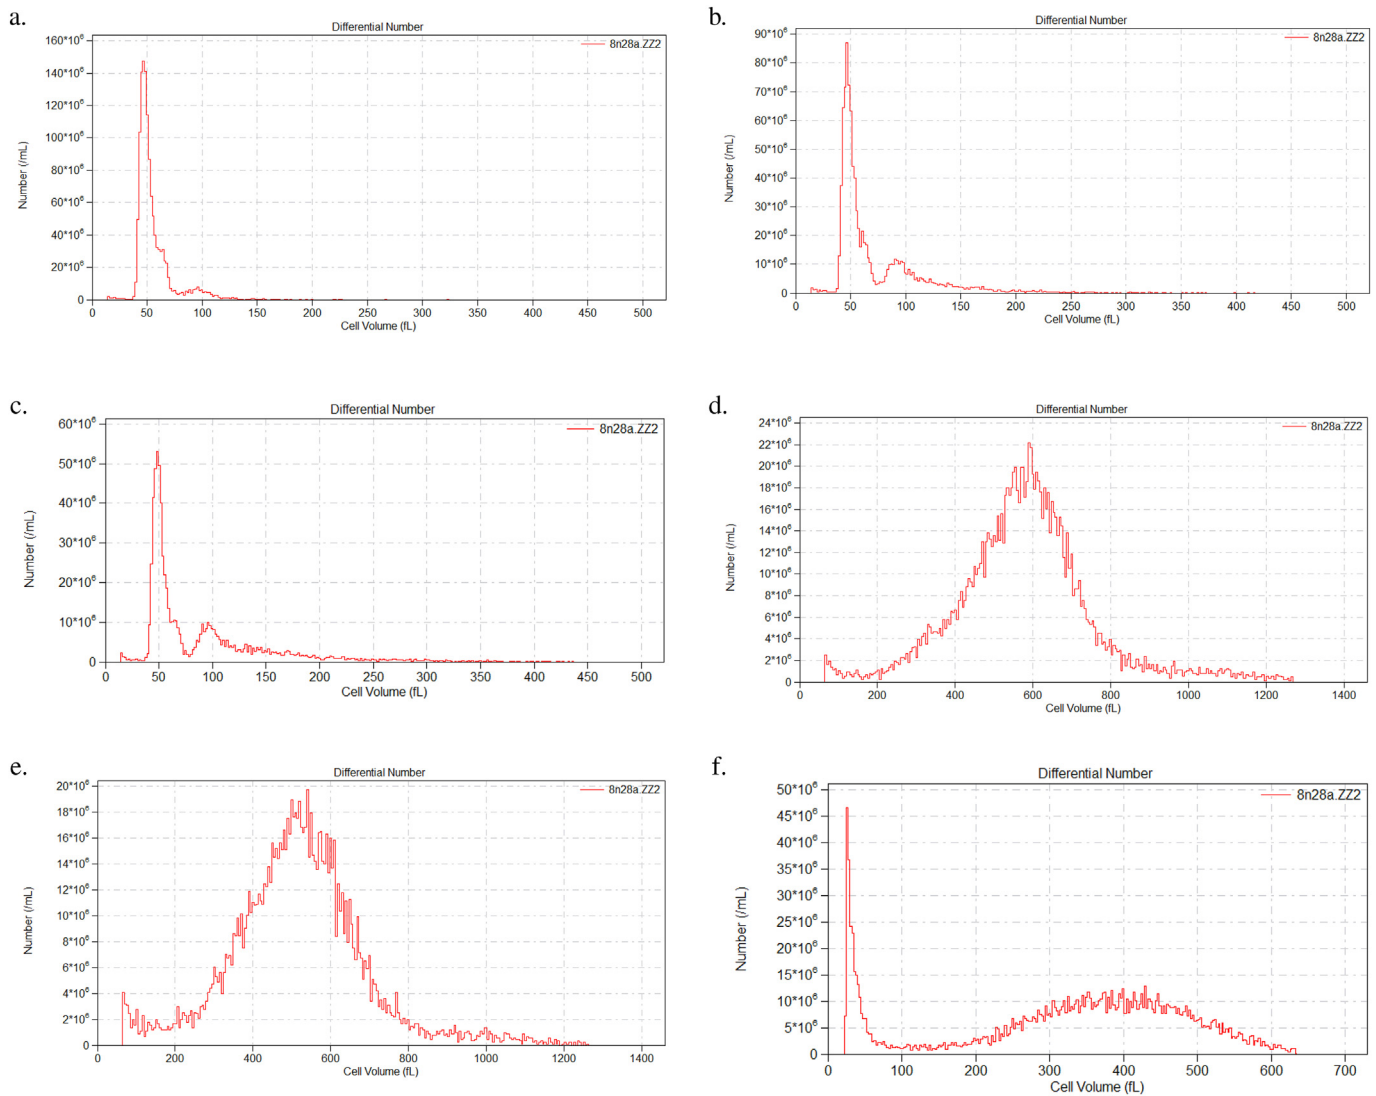 a.
Differential Number
8n28a.ZZ2
160*10⁶
140*10⁶
120*10⁶
100*10⁶
80*10⁶
60*10⁶
40*10⁶
20*10⁶
0
Number (/mL)
0 50 100 150 200 250 300 350 400 450 500
Cell Volume (fL)
b.
Differential Number
8n28a.ZZ2
90*10⁶
80*10⁶
70*10⁶
60*10⁶
50*10⁶
40*10⁶
30*10⁶
20*10⁶
10*10⁶
0
Number (/mL)
0 50 100 150 200 250 300 350 400 450 500
Cell Volume (fL)
c.
Differential Number
8n28a.ZZ2
60*10⁶
50*10⁶
40*10⁶
30*10⁶
20*10⁶
10*10⁶
0
Number (/mL)
0 50 100 150 200 250 300 350 400 450 500
Cell Volume (fL)
d.
Differential Number
8n28a.ZZ2
24*10⁶
22*10⁶
20*10⁶
18*10⁶
16*10⁶
14*10⁶
12*10⁶
10*10⁶
8*10⁶
6*10⁶
4*10⁶
2*10⁶
0
Number (/mL)
0 200 400 600 800 1000 1200 1400
Cell Volume (fL)
e.
Differential Number
8n28a.ZZ2
20*10⁶
18*10⁶
16*10⁶
14*10⁶
12*10⁶
10*10⁶
8*10⁶
6*10⁶
4*10⁶
2*10⁶
0
Number (/mL)
0 200 400 600 800 1000 1200 1400
Cell Volume (fL)
f.
Differential Number
8n28a.ZZ2
50*10⁶
45*10⁶
40*10⁶
35*10⁶
30*10⁶
25*10⁶
20*10⁶
15*10⁶
10*10⁶
5*10⁶
0
Number (/mL)
0 100 200 300 400 500 600 700
Cell Volume (fL)